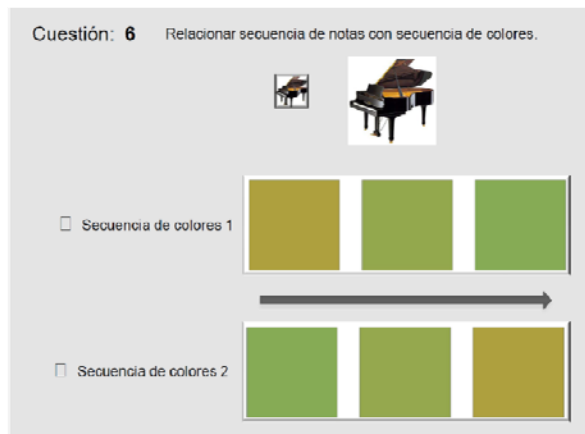 Cuestión: 6 Relacionar secuencia de notas con secuencia de colores.
Secuencia de colores 1
Secuencia de colores 2